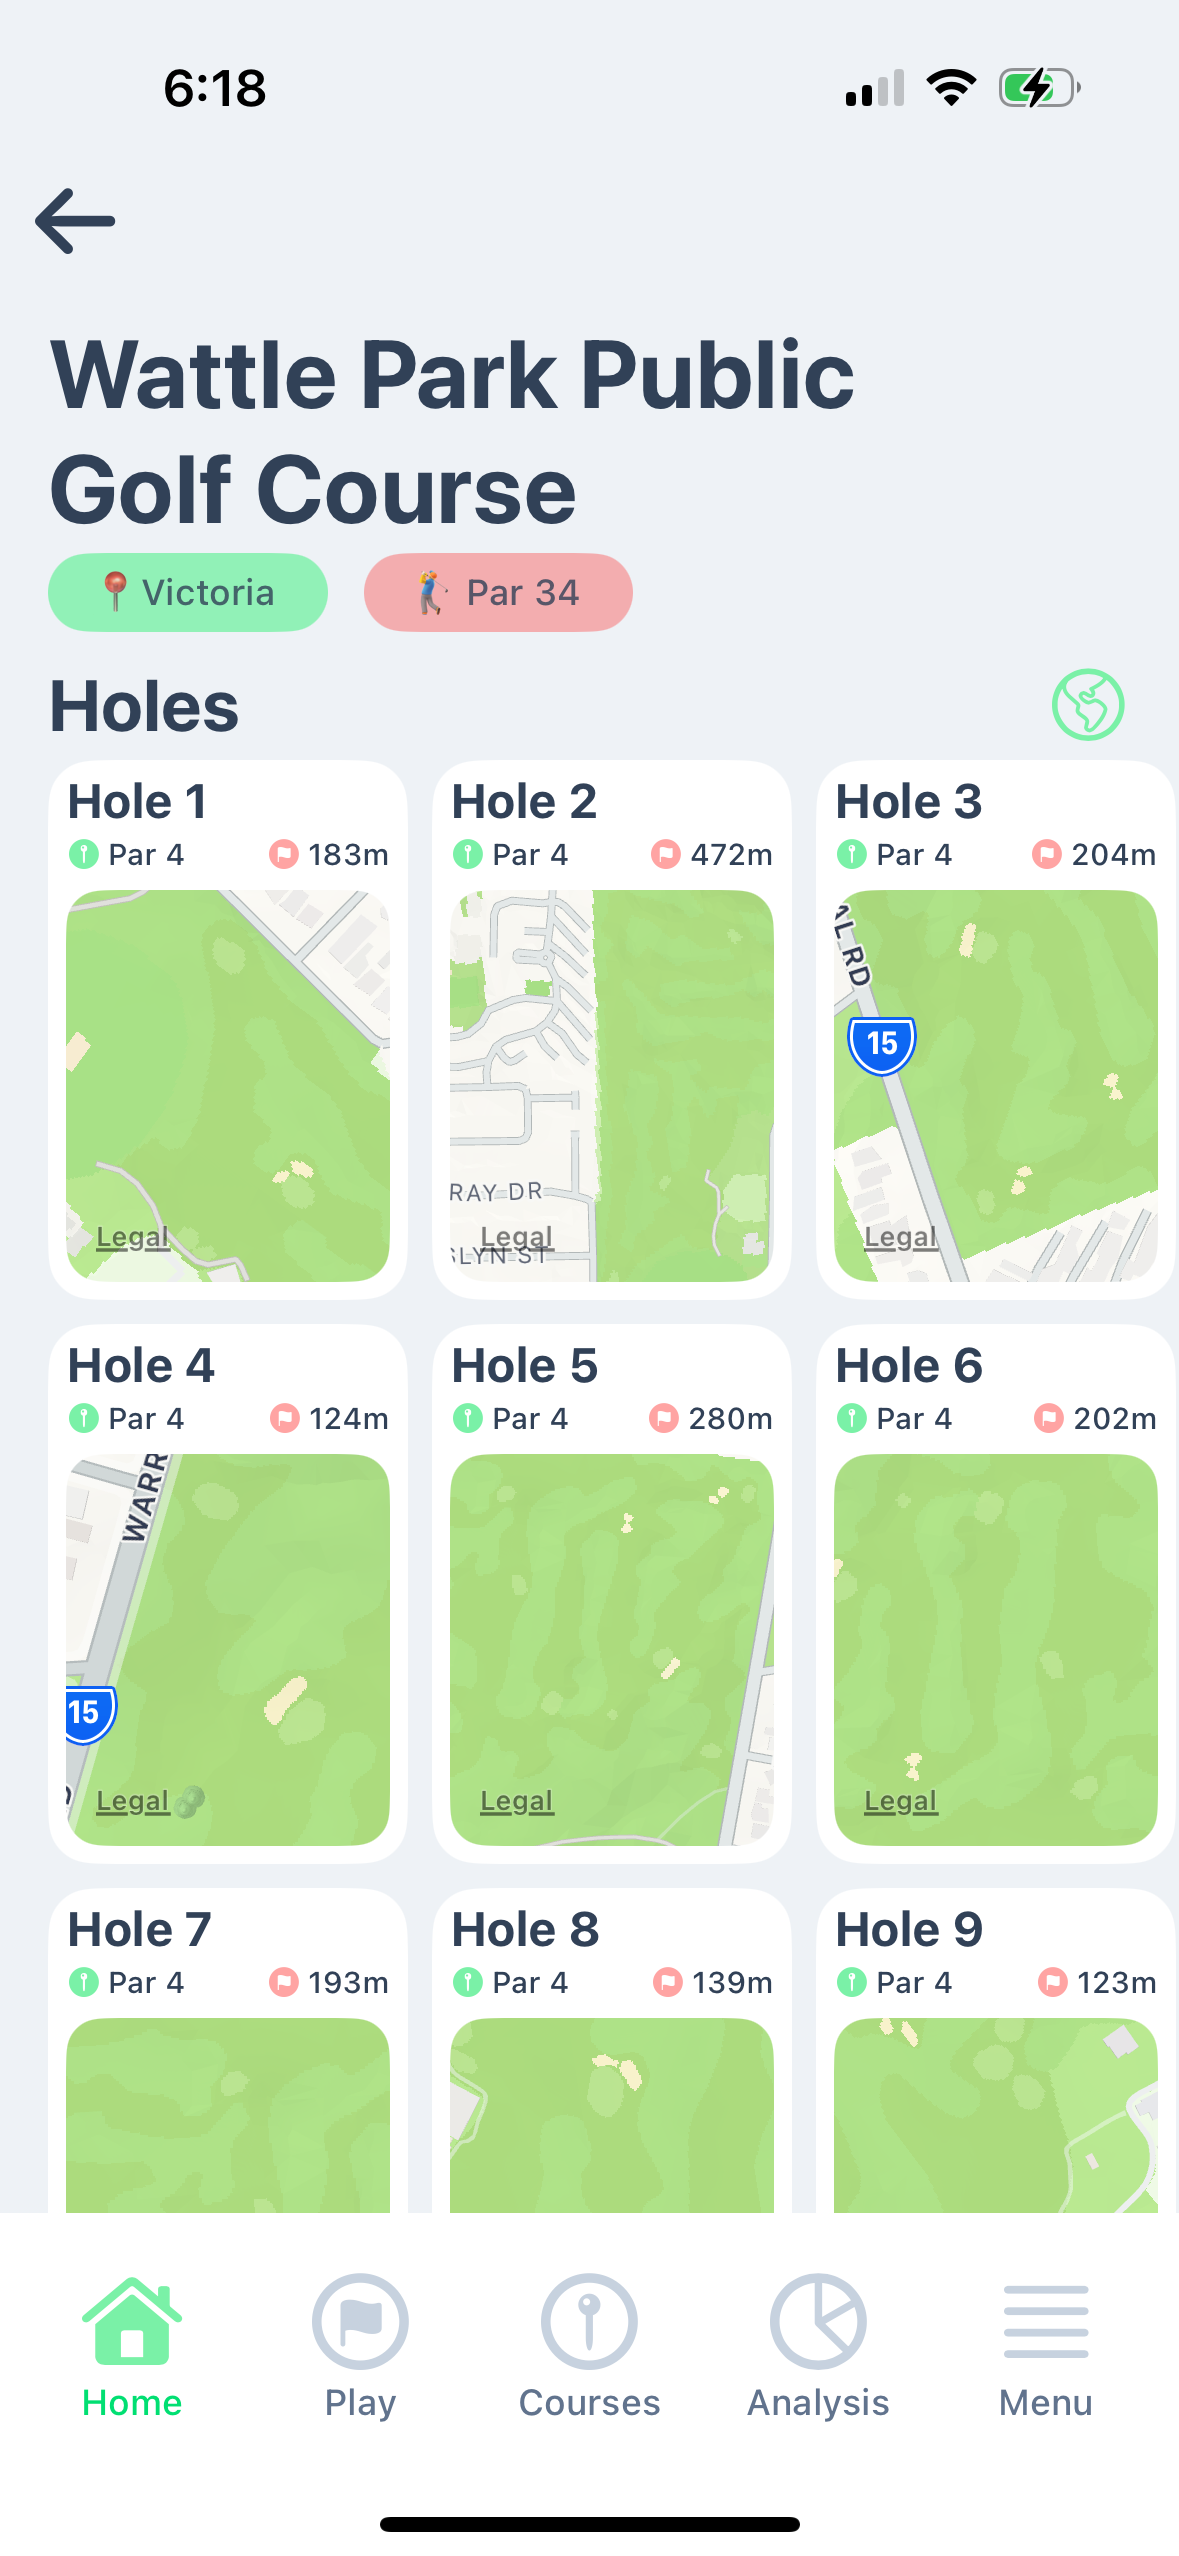 6:18
Wattle Park Public
Golf Course
📍 Victoria
🏌️ Par 34
Holes
Hole 1
Par 4 183m
Legal
Hole 2
Par 4 472m
RAY DR
Legal
SLYN ST
Hole 3
Par 4 204m
AL RD
15
Legal
Hole 4
Par 4 124m
WARR
15
Legal
Hole 5
Par 4 280m
Legal
Hole 6
Par 4 202m
Legal
Hole 7
Par 4 193m
Hole 8
Par 4 139m
Hole 9
Par 4 123m
Home
Play
Courses
Analysis
Menu